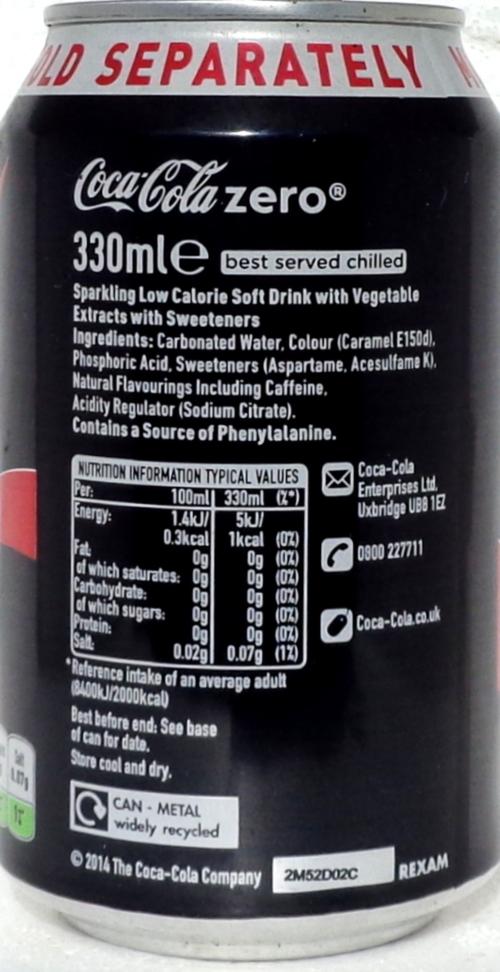 OLD SEPARATELY
Coca-Cola zero®
330ml e best served chilled
Sparkling Low Calorie Soft Drink with Vegetable
Extracts with Sweeteners
Ingredients: Carbonated Water, Colour (Caramel E150d),
Phosphoric Acid, Sweeteners (Aspartame, Acesulfame K),
Natural Flavourings Including Caffeine,
Acidity Regulator (Sodium Citrate).
Contains a Source of Phenylalanine.
NUTRITION INFORMATION TYPICAL VALUES
Per: 100ml 330ml (%*)
Energy: 1.4kJ/ 5kJ/
0.3kcal 1kcal (0%)
Fat: 0g 0g (0%)
of which saturates: 0g 0g (0%)
Carbohydrate: 0g 0g (0%)
of which sugars: 0g 0g (0%)
Protein: 0g 0g (0%)
Salt: 0.02g 0.07g (1%)
*Reference intake of an average adult
(8400kJ/2000kcal)
Best before end: See base
of can for date.
Store cool and dry.
Coca-Cola
Enterprises Ltd,
Uxbridge UB8 1EZ
0800 227711
Coca-Cola.co.uk
Salt
0.07g
1%
CAN - METAL
widely recycled
© 2014 The Coca-Cola Company 2M52D02C REXAM